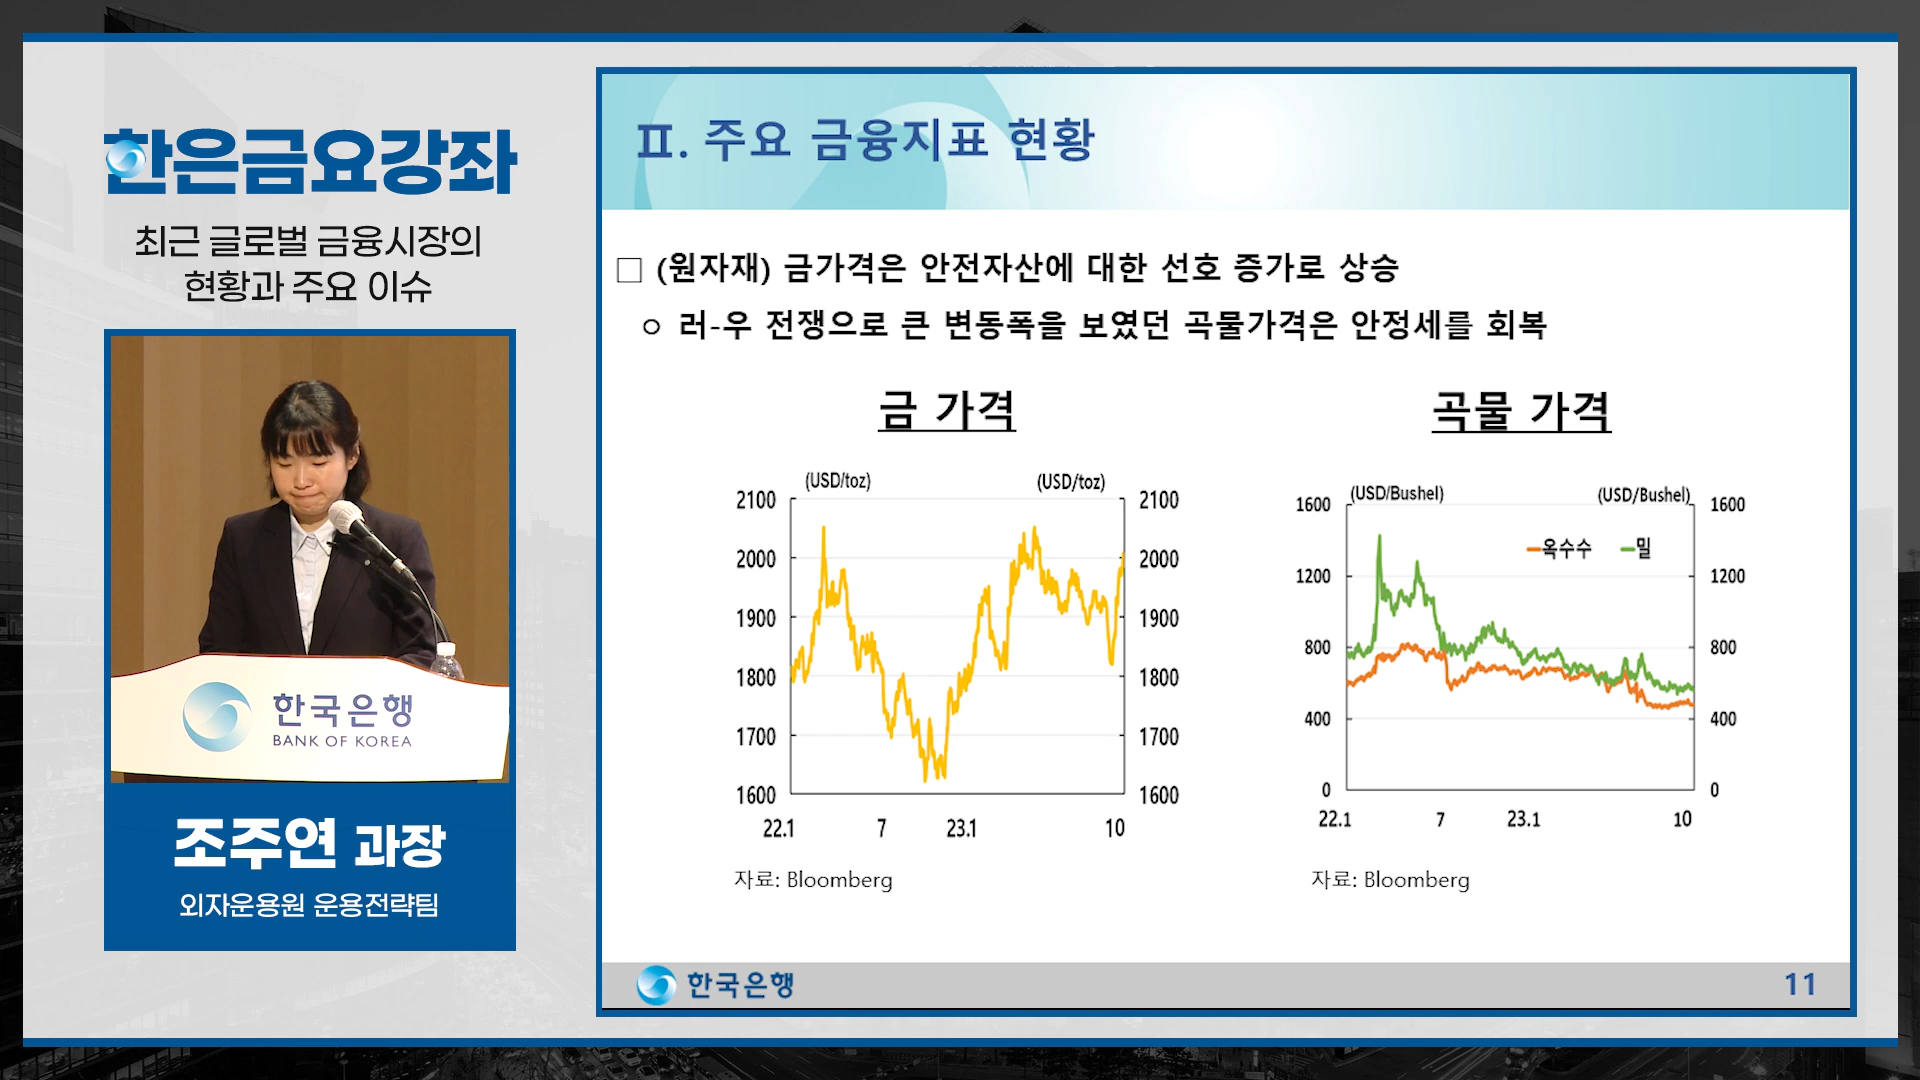 한은금요강좌
최근 글로벌 금융시장의
현황과 주요 이슈
한국은행
BANK OF KOREA
조주연 과장
외자운용원 운용전략팀
Ⅱ. 주요 금융지표 현황
□ (원자재) 금가격은 안전자산에 대한 선호 증가로 상승
○ 러-우 전쟁으로 큰 변동폭을 보였던 곡물가격은 안정세를 회복
금 가격
(USD/toz) (USD/toz)
2100 2100
2000 2000
1900 1900
1800 1800
1700 1700
1600 1600
22.1 7 23.1 10
자료: Bloomberg
곡물 가격
(USD/Bushel) (USD/Bushel)
1600 1600
옥수수 밀
1200 1200
800 800
400 400
0 0
22.1 7 23.1 10
자료: Bloomberg
한국은행
11